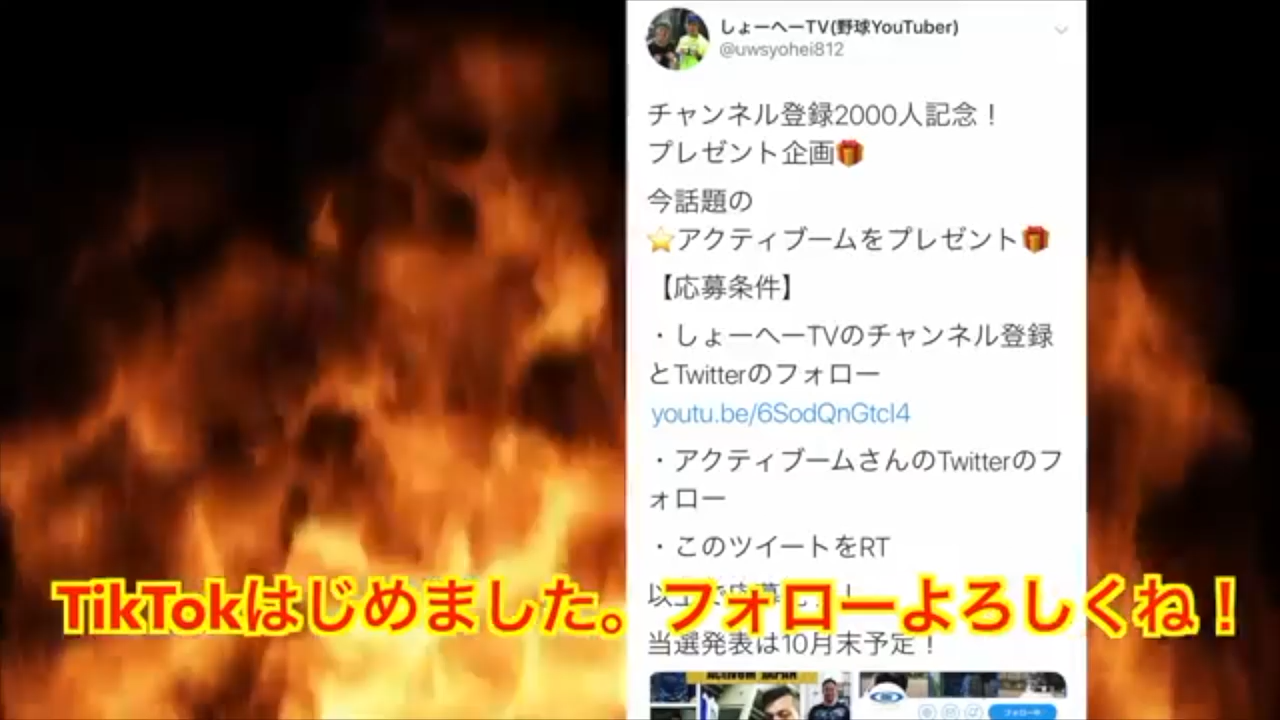 しょーへーTV(野球YouTuber)
@uwsyohei812
チャンネル登録2000人記念！
プレゼント企画🎁
今話題の
⭐アクティブームをプレゼント🎁
【応募条件】
・しょーへーTVのチャンネル登録
とTwitterのフォロー
youtu.be/6SodQnGtcI4
・アクティブームさんのTwitterのフ
ォロー
・このツイートをRT
TikTokはじめました。フォローよろしくね！
当選発表は10月末予定！
フォロー中